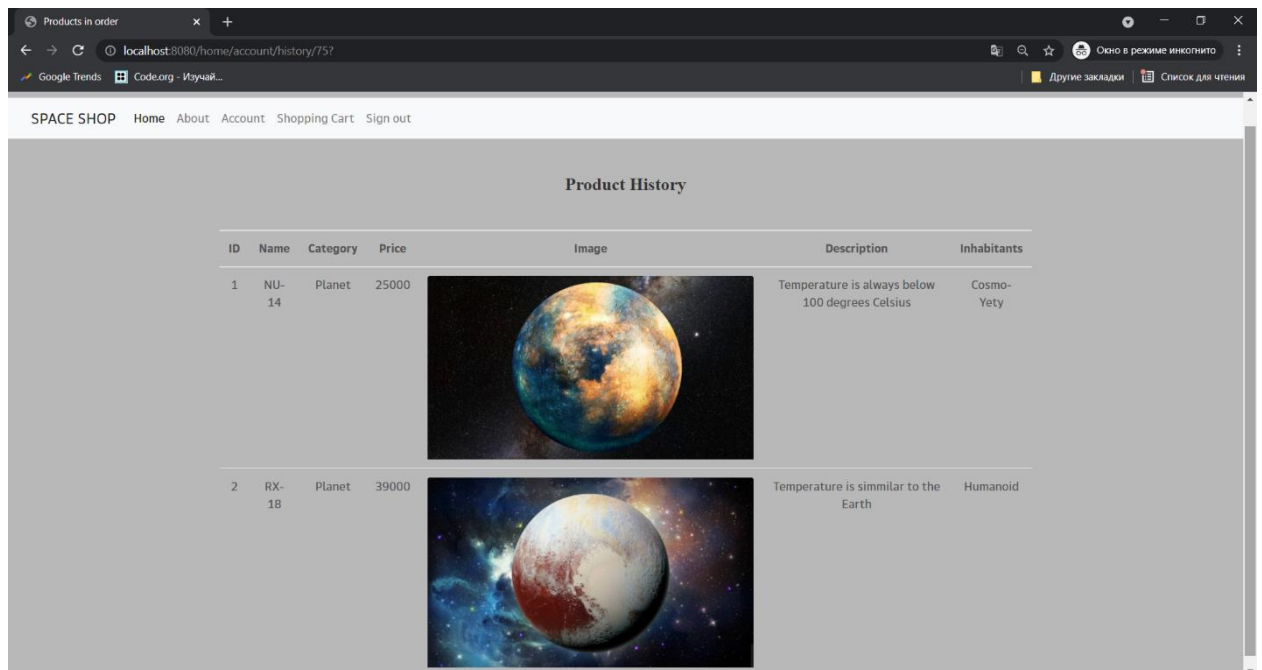 Products in order
localhost:8080/home/account/history/75?
Окно в режиме инкогнито
Google Trends Code.org - Изучай...
Другие закладки Список для чтения
SPACE SHOP Home About Account Shopping Cart Sign out
Product History
ID Name Category Price Image Description Inhabitants
1 NU- Planet 25000 Temperature is always below Cosmo-
14 100 degrees Celsius Yety
2 RX- Planet 39000 Temperature is simmilar to the Humanoid
18 Earth